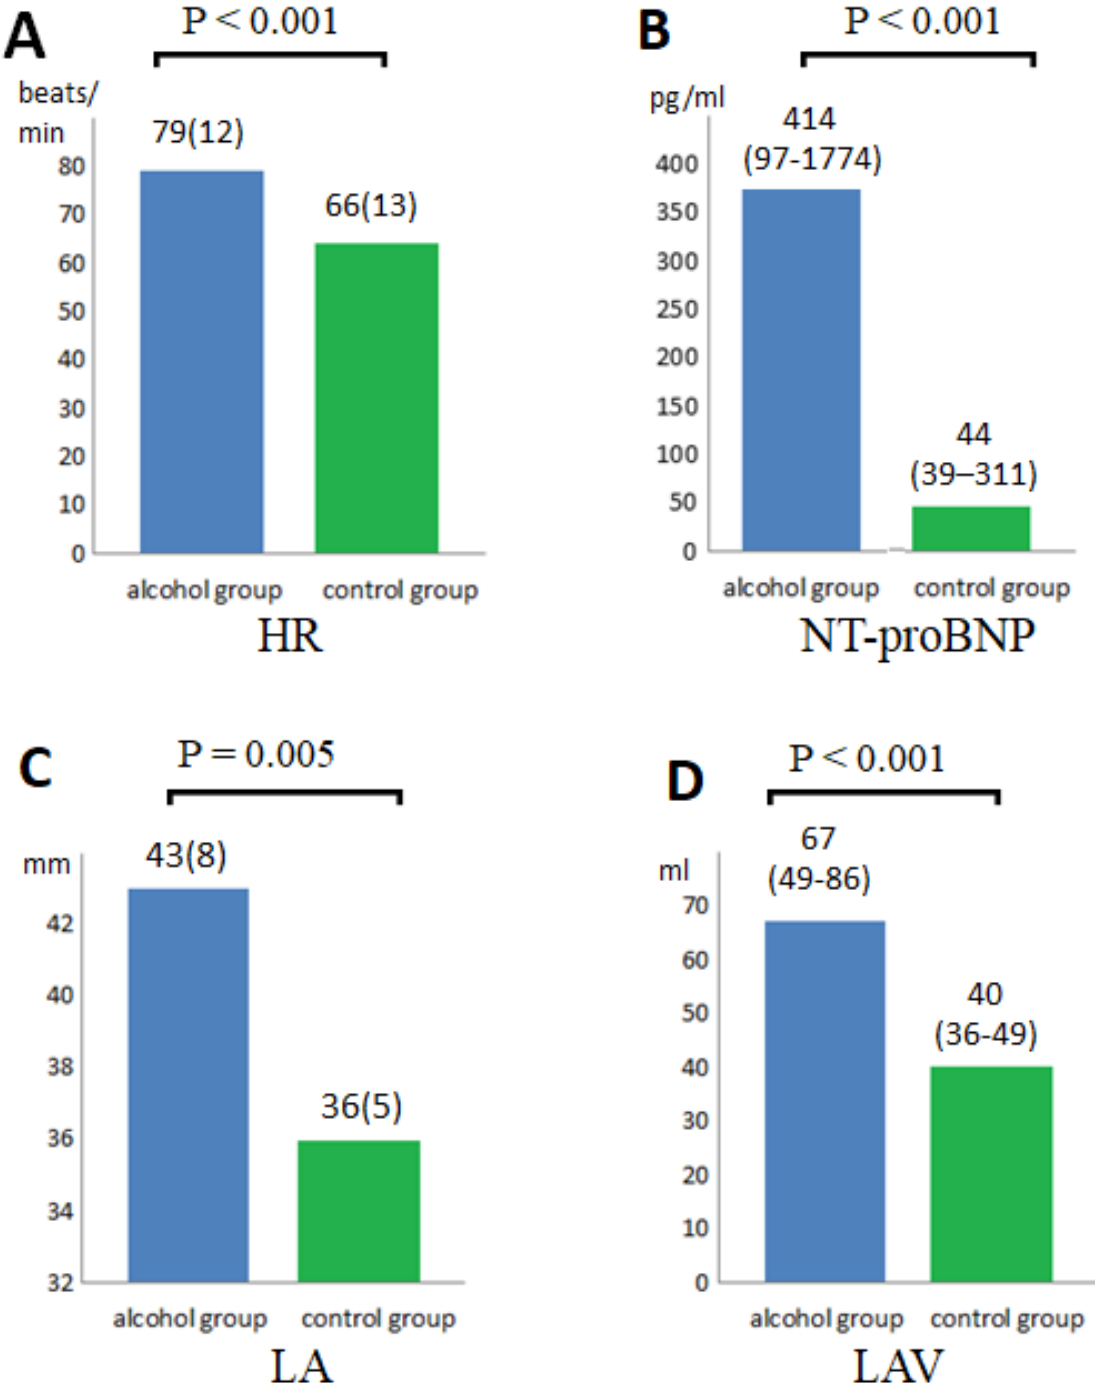 A
P < 0.001
beats/
min
79(12)
66(13)
80
70
60
50
40
30
20
10
0
alcohol group
control group
HR
B
P < 0.001
pg/ml
414
(97-1774)
44
(39–311)
400
350
300
250
200
150
100
50
0
alcohol group
control group
NT-proBNP
C
P = 0.005
mm
43(8)
36(5)
42
40
38
36
34
32
alcohol group
control group
LA
D
P < 0.001
ml
67
(49-86)
40
(36-49)
70
60
50
40
30
20
10
0
alcohol group
control group
LAV